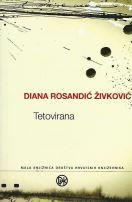 DIANA ROSANDIĆ ŽIVKOVIĆ
Tetovirana
MALA KNJIŽNICA DRUŠTVA HRVATSKIH KNJIŽEVNIKA